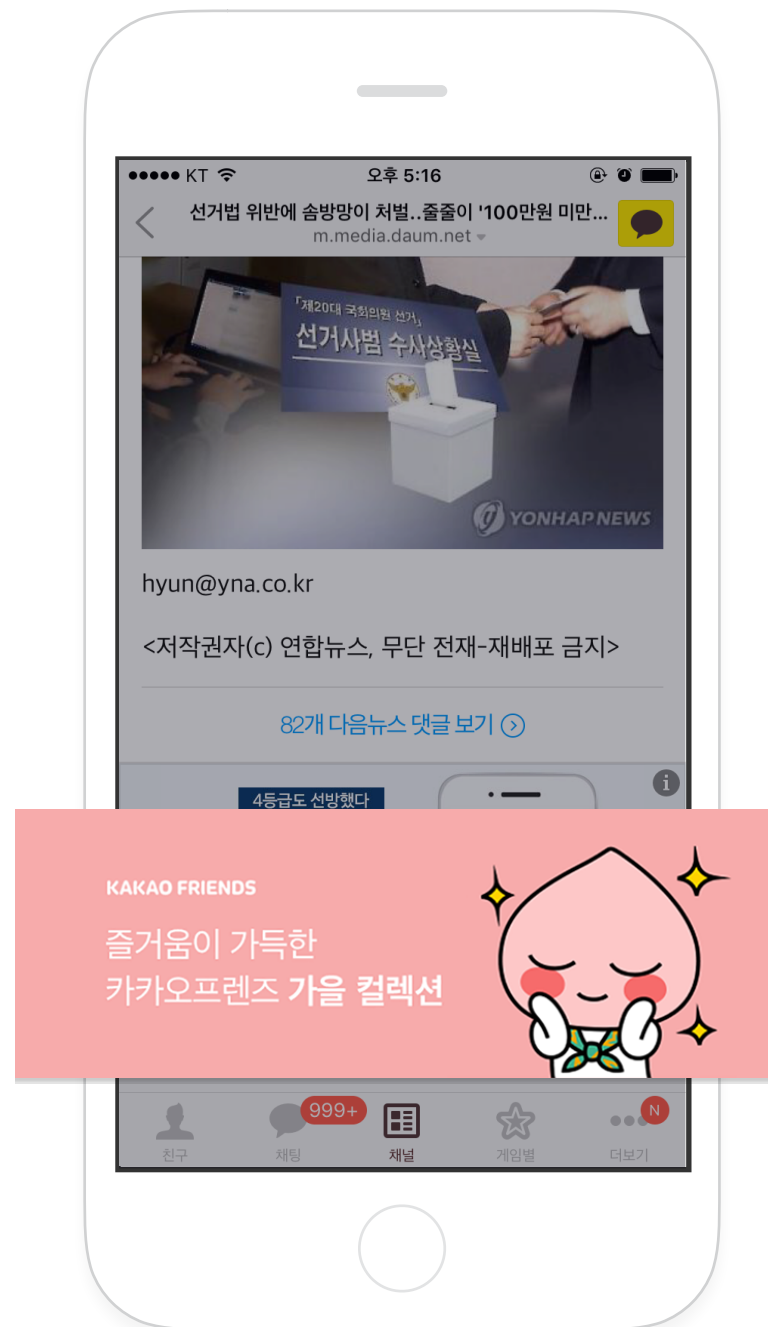 KT
오후 5:16
선거법 위반에 솜방망이 처벌..줄줄이 '100만원 미만...
m.media.daum.net
「제20대 국회의원 선거」
선거사범 수사상황실
YONHAP NEWS
hyun@yna.co.kr
<저작권자(c) 연합뉴스, 무단 전재-재배포 금지>
82개 다음뉴스 댓글 보기
4등급도 선방했다
KAKAO FRIENDS
즐거움이 가득한
카카오프렌즈 가을 컬렉션
999+
N
친구
채팅
채널
게임별
더보기